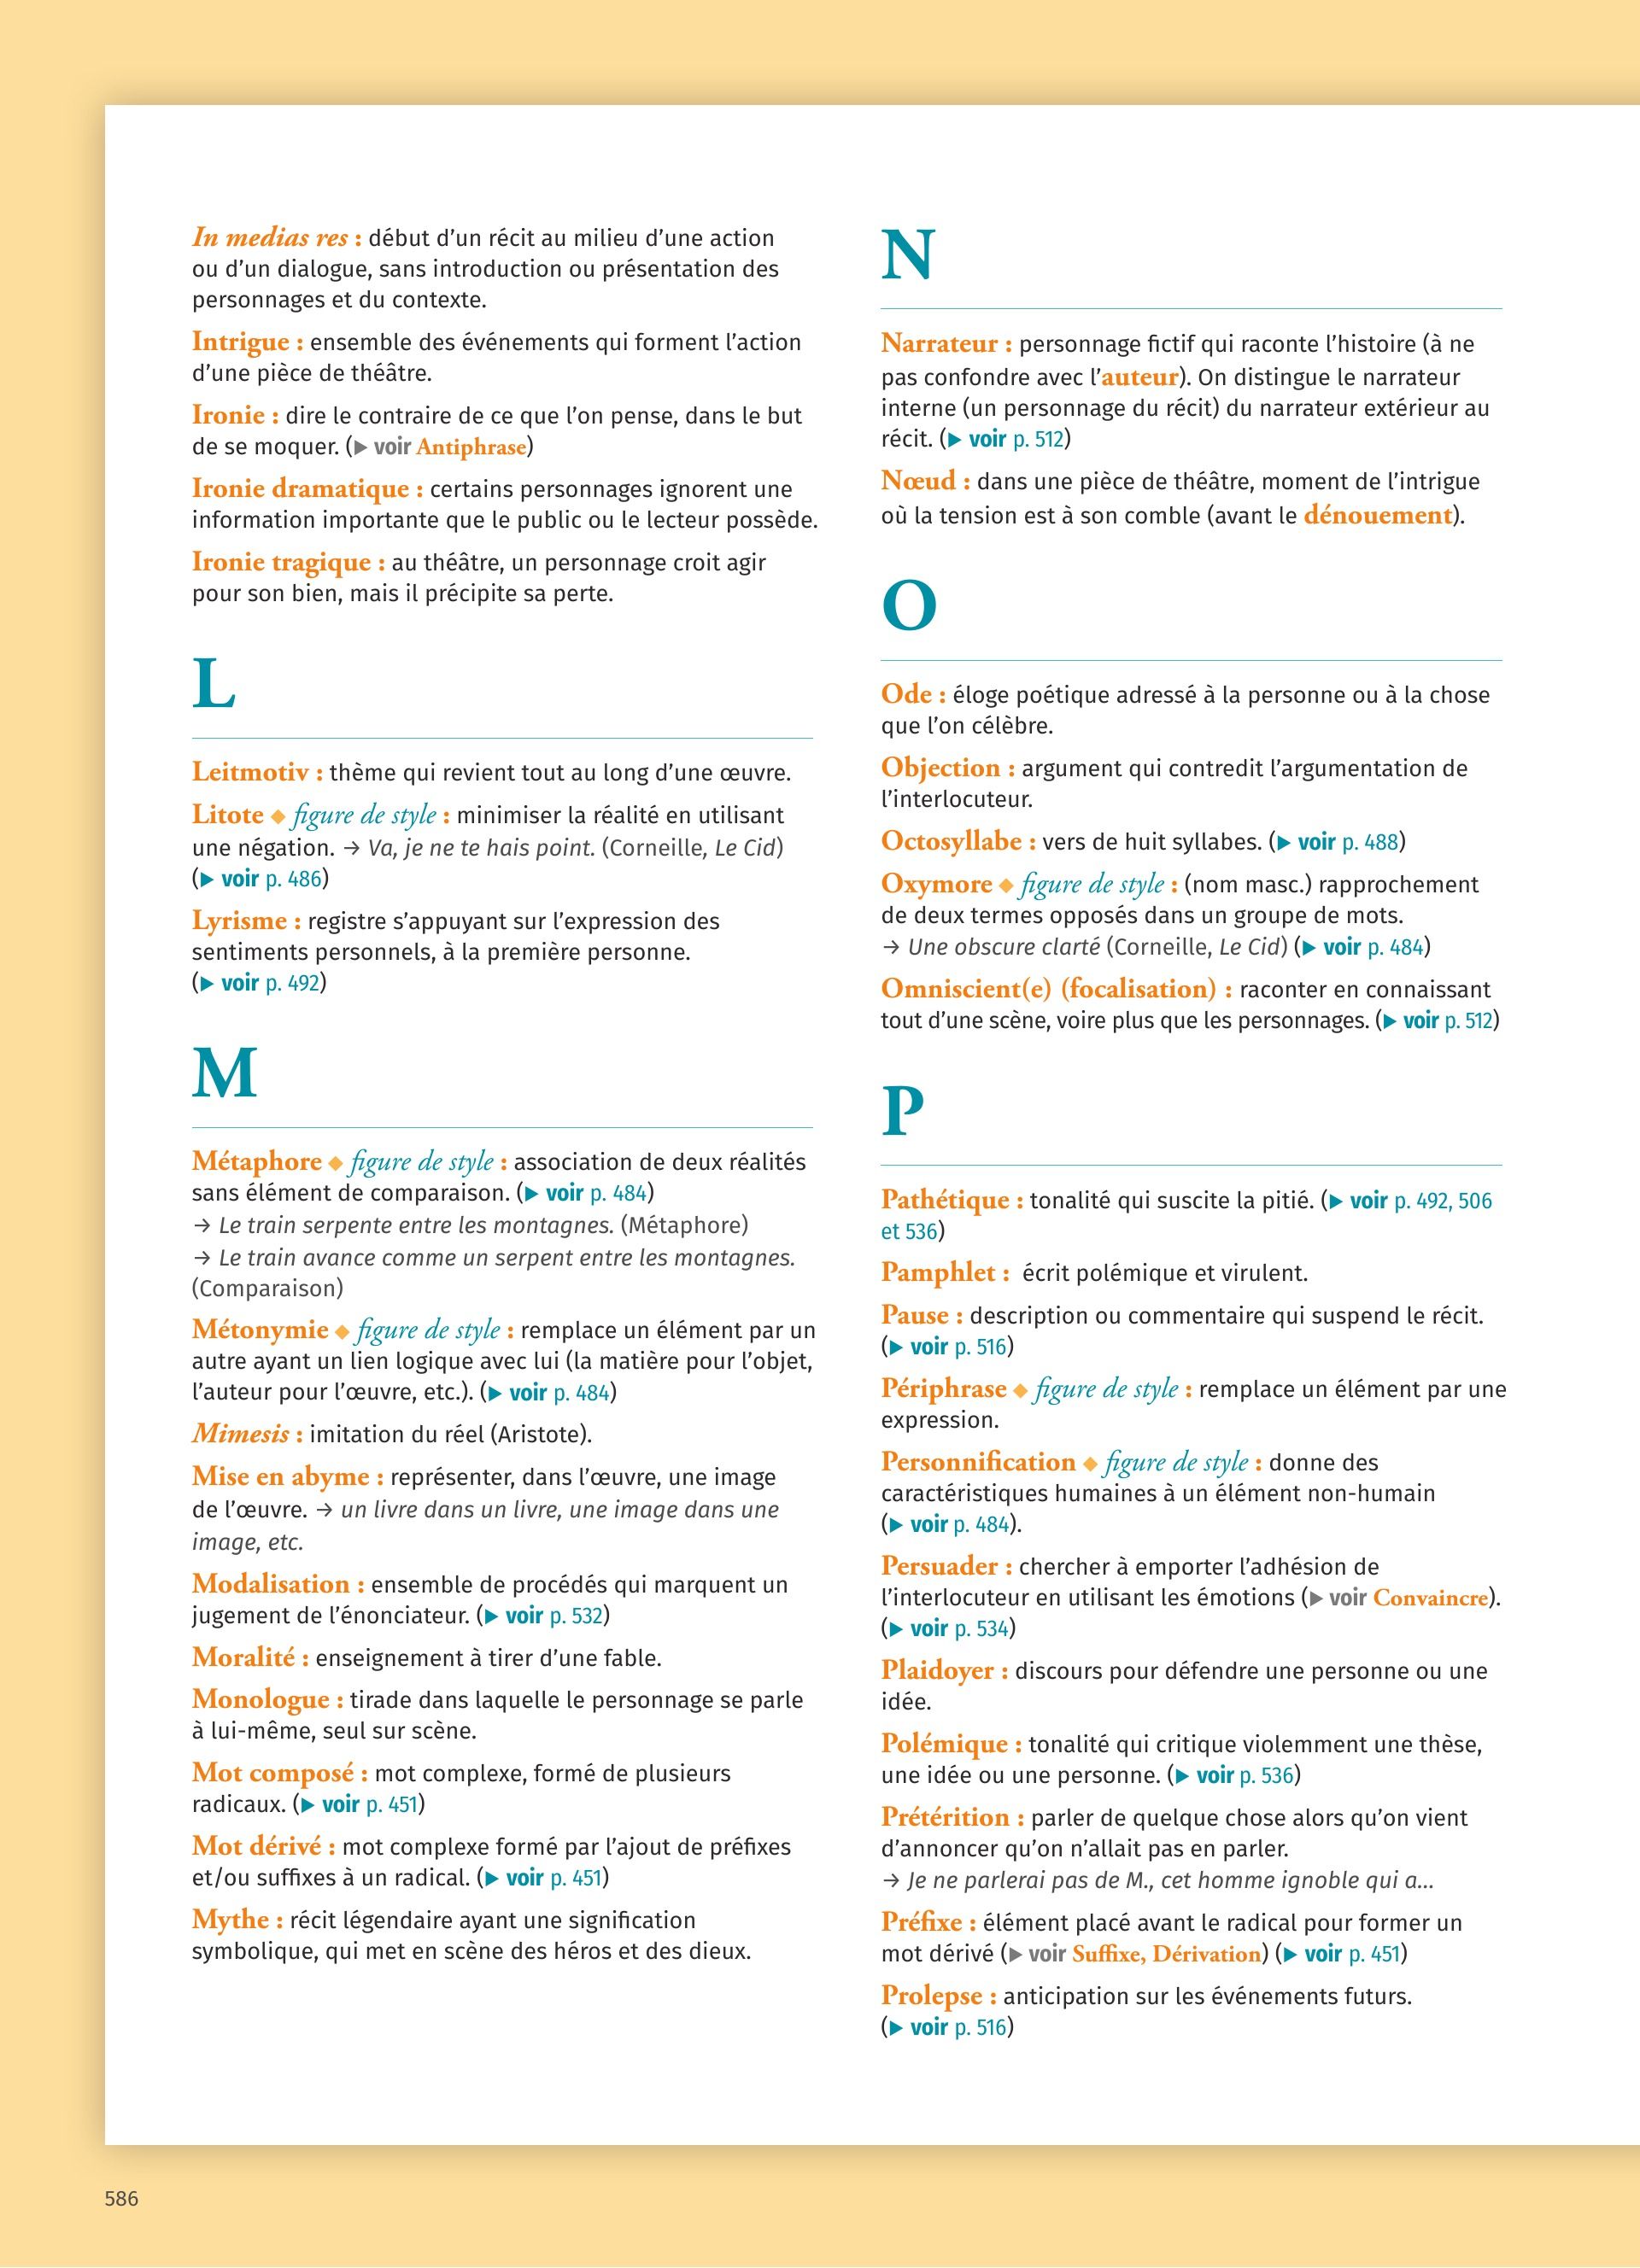 In medias res : début d’un récit au milieu d’une action
ou d’un dialogue, sans introduction ou présentation des
personnages et du contexte.
Intrigue : ensemble des événements qui forment l’action
d’une pièce de théâtre.
Ironie : dire le contraire de ce que l’on pense, dans le but
de se moquer. (▶ voir Antiphrase)
Ironie dramatique : certains personnages ignorent une
information importante que le public ou le lecteur possède.
Ironie tragique : au théâtre, un personnage croit agir
pour son bien, mais il précipite sa perte.
L
Leitmotiv : thème qui revient tout au long d’une œuvre.
Litote ◆ figure de style : minimiser la réalité en utilisant
une négation. → Va, je ne te hais point. (Corneille, Le Cid)
(▶ voir p. 486)
Lyrisme : registre s’appuyant sur l’expression des
sentiments personnels, à la première personne.
(▶ voir p. 492)
M
Métaphore ◆ figure de style : association de deux réalités
sans élément de comparaison. (▶ voir p. 484)
→ Le train serpente entre les montagnes. (Métaphore)
→ Le train avance comme un serpent entre les montagnes.
(Comparaison)
Métonymie ◆ figure de style : remplace un élément par un
autre ayant un lien logique avec lui (la matière pour l’objet,
l’auteur pour l’œuvre, etc.). (▶ voir p. 484)
Mimesis : imitation du réel (Aristote).
Mise en abyme : représenter, dans l’œuvre, une image
de l’œuvre. → un livre dans un livre, une image dans une
image, etc.
Modalisation : ensemble de procédés qui marquent un
jugement de l’énonciateur. (▶ voir p. 532)
Moralité : enseignement à tirer d’une fable.
Monologue : tirade dans laquelle le personnage se parle
à lui-même, seul sur scène.
Mot composé : mot complexe, formé de plusieurs
radicaux. (▶ voir p. 451)
Mot dérivé : mot complexe formé par l’ajout de préfixes
et/ou suffixes à un radical. (▶ voir p. 451)
Mythe : récit légendaire ayant une signification
symbolique, qui met en scène des héros et des dieux.
N
Narrateur : personnage fictif qui raconte l’histoire (à ne
pas confondre avec l’auteur). On distingue le narrateur
interne (un personnage du récit) du narrateur extérieur au
récit. (▶ voir p. 512)
Nœud : dans une pièce de théâtre, moment de l’intrigue
où la tension est à son comble (avant le dénouement).
O
Ode : éloge poétique adressé à la personne ou à la chose
que l’on célèbre.
Objection : argument qui contredit l’argumentation de
l’interlocuteur.
Octosyllabe : vers de huit syllabes. (▶ voir p. 488)
Oxymore ◆ figure de style : (nom masc.) rapprochement
de deux termes opposés dans un groupe de mots.
→ Une obscure clarté (Corneille, Le Cid) (▶ voir p. 484)
Omniscient(e) (focalisation) : raconter en connaissant
tout d’une scène, voire plus que les personnages. (▶ voir p. 512)
P
Pathétique : tonalité qui suscite la pitié. (▶ voir p. 492, 506
et 536)
Pamphlet : écrit polémique et virulent.
Pause : description ou commentaire qui suspend le récit.
(▶ voir p. 516)
Périphrase ◆ figure de style : remplace un élément par une
expression.
Personnification ◆ figure de style : donne des
caractéristiques humaines à un élément non-humain
(▶ voir p. 484).
Persuader : chercher à emporter l’adhésion de
l’interlocuteur en utilisant les émotions (▶ voir Convaincre).
(▶ voir p. 534)
Plaidoyer : discours pour défendre une personne ou une
idée.
Polémique : tonalité qui critique violemment une thèse,
une idée ou une personne. (▶ voir p. 536)
Prétérition : parler de quelque chose alors qu’on vient
d’annoncer qu’on n’allait pas en parler.
→ Je ne parlerai pas de M., cet homme ignoble qui a...
Préfixe : élément placé avant le radical pour former un
mot dérivé (▶ voir Suffixe, Dérivation) (▶ voir p. 451)
Prolepse : anticipation sur les événements futurs.
(▶ voir p. 516)
586